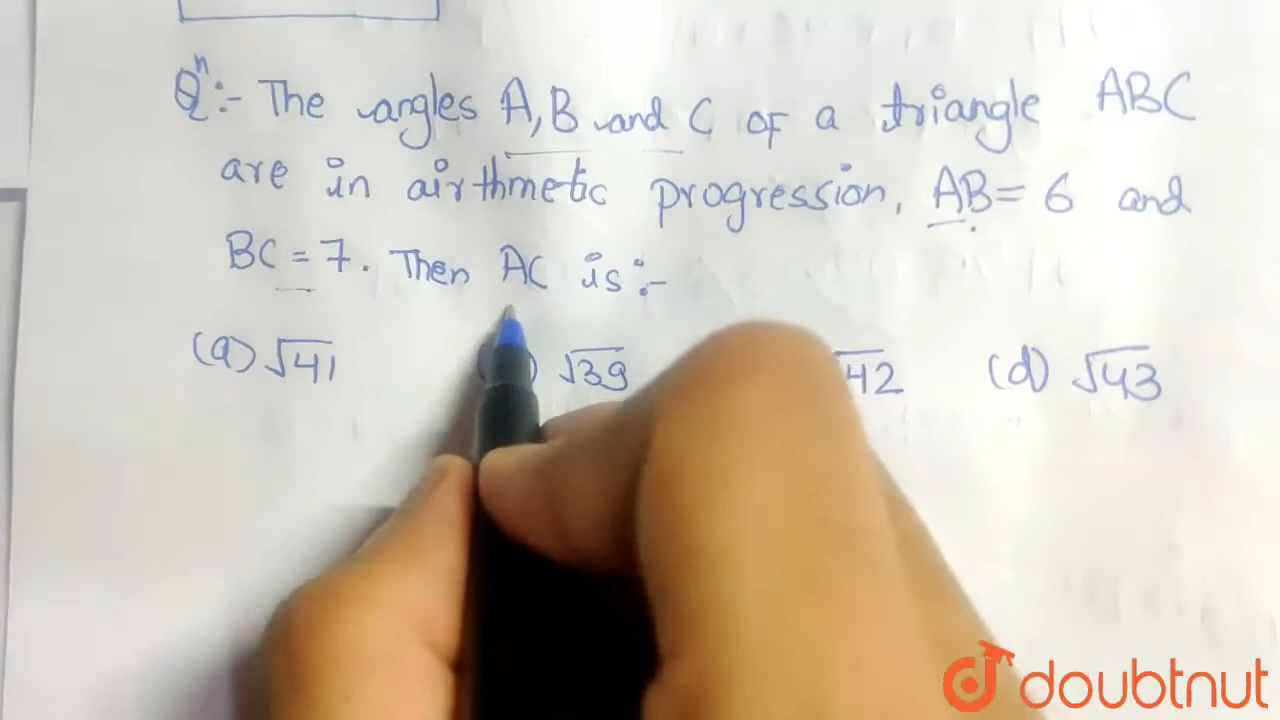 Qⁿ:- The angles A, B and C of a triangle ABC
are in airthmetic progression, AB = 6 and
BC = 7. Then AC is:-
(a) √41 √39 √42 (d) √43
doubtnut